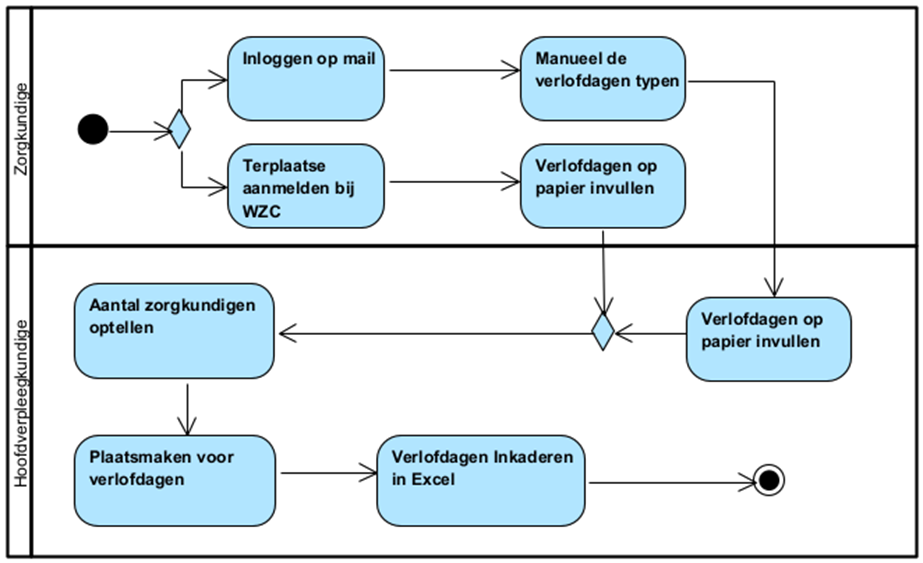 Zorgkundige
Inloggen op mail
Manueel de
verlofdagen typen
Terplaatse
aanmelden bij
WZC
Verlofdagen op
papier invullen
Hoofdverpleegkundige
Aantal zorgkundigen
optellen
Verlofdagen op
papier invullen
Plaatsmaken voor
verlofdagen
Verlofdagen Inkaderen
in Excel